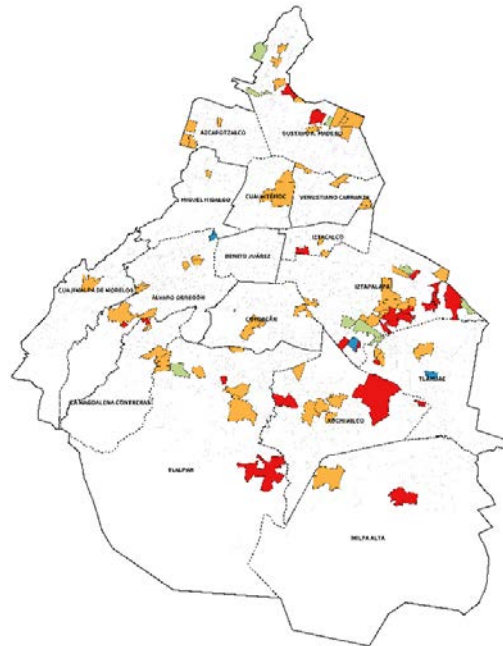 AZCAPOTZALCO
GUSTAVO A. MADERO
MIGUEL HIDALGO
CUAUHTÉMOC
VENUSTIANO CARRANZA
IZTACALCO
BENITO JUÁREZ
IZTAPALAPA
CUAJIMALPA DE MORELOS
ÁLVARO OBREGÓN
COYOACÁN
TLÁHUAC
LA MAGDALENA CONTRERAS
XOCHIMILCO
TLALPAN
MILPA ALTA